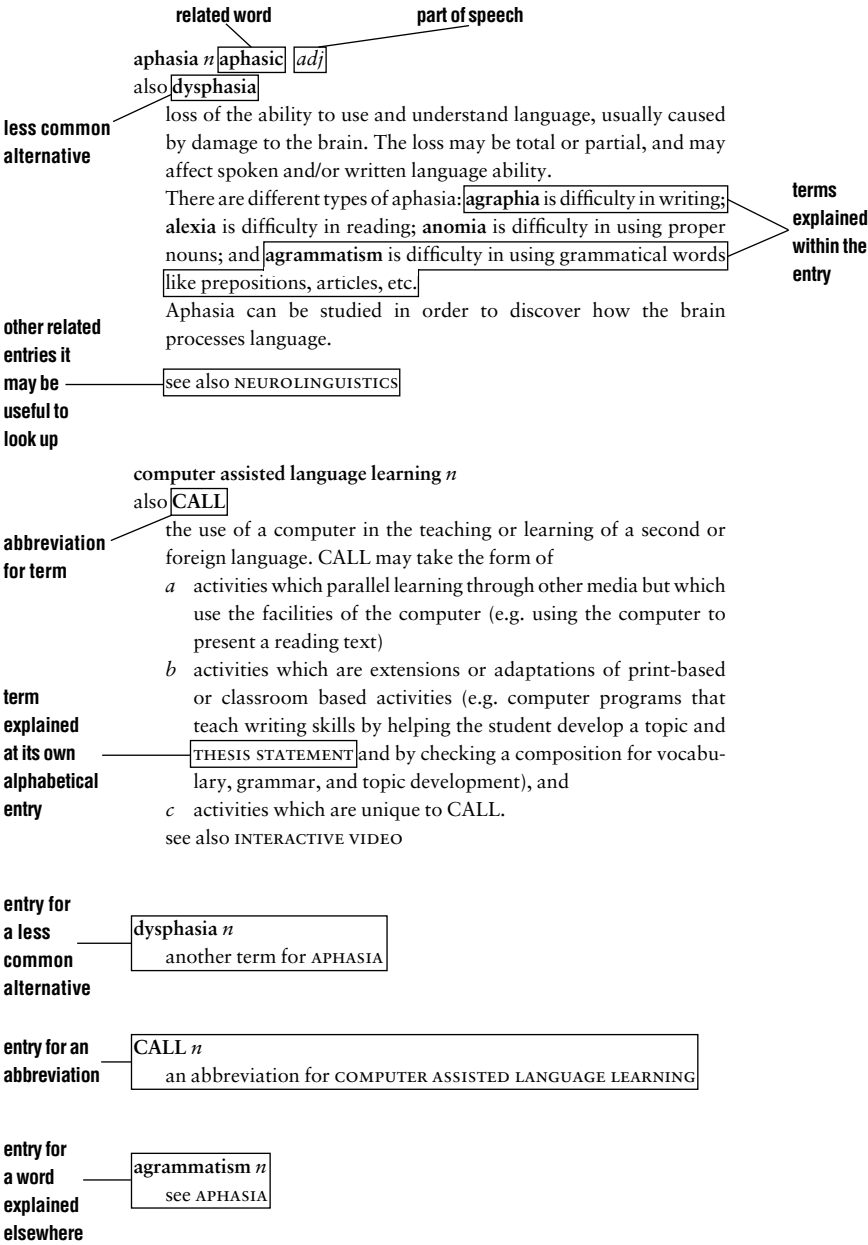 related word
part of speech
aphasia n aphasic adj
also dysphasia
less common
alternative
loss of the ability to use and understand language, usually caused
by damage to the brain. The loss may be total or partial, and may
affect spoken and/or written language ability.
There are different types of aphasia: agraphia is difficulty in writing;
alexia is difficulty in reading; anomia is difficulty in using proper
nouns; and agrammatism is difficulty in using grammatical words
like prepositions, articles, etc.
terms
explained
within the
entry
Aphasia can be studied in order to discover how the brain
processes language.
other related
entries it
may be
useful to
look up
see also NEUROLINGUISTICS
computer assisted language learning n
also CALL
abbreviation
for term
the use of a computer in the teaching or learning of a second or
foreign language. CALL may take the form of
a activities which parallel learning through other media but which
use the facilities of the computer (e.g. using the computer to
present a reading text)
b activities which are extensions or adaptations of print-based
or classroom based activities (e.g. computer programs that
teach writing skills by helping the student develop a topic and
THESIS STATEMENT and by checking a composition for vocabu-
lary, grammar, and topic development), and
c activities which are unique to CALL.
see also INTERACTIVE VIDEO
term
explained
at its own
alphabetical
entry
entry for
a less
common
alternative
dysphasia n
another term for APHASIA
entry for an
abbreviation
CALL n
an abbreviation for COMPUTER ASSISTED LANGUAGE LEARNING
entry for
a word
explained
elsewhere
agrammatism n
see APHASIA